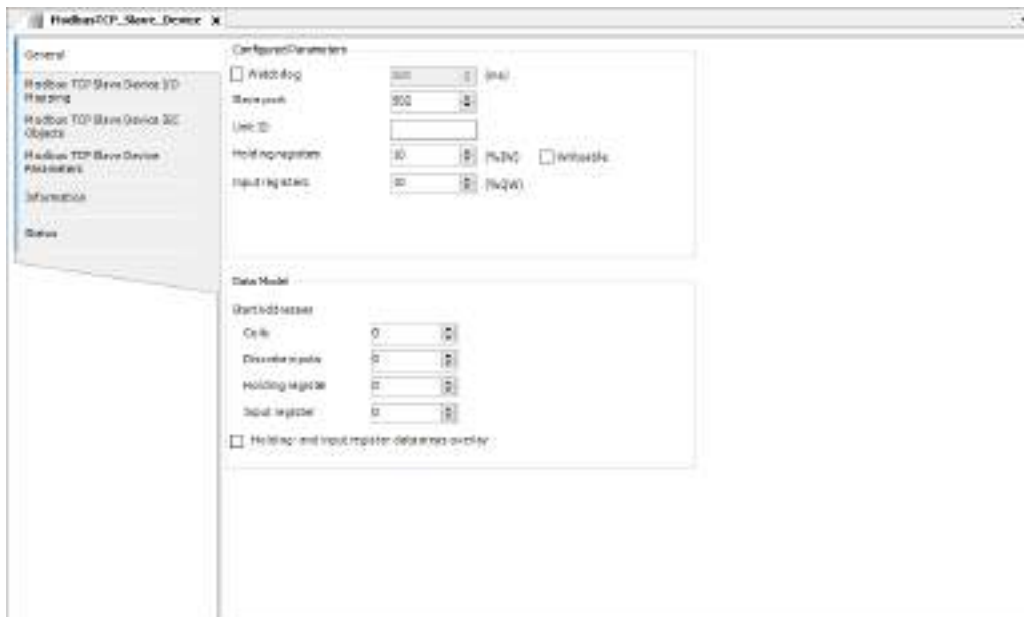 ModbusTCP_Slave_Device
General
Modbus TCP Slave Device I/O
Mapping
Modbus TCP Slave Device IEC
Objects
Modbus TCP Slave Device
Parameters
Information
Status
Configured Parameters
Watchdog
(ms)
Slave port
502
Unit ID
Holding registers
10
(%IW)
Writeable
Input registers
10
(%QW)
Data Model
Start Addresses
Coils
0
Discrete inputs
0
Holding register
0
Input register
0
Holding- and input register data areas overlay